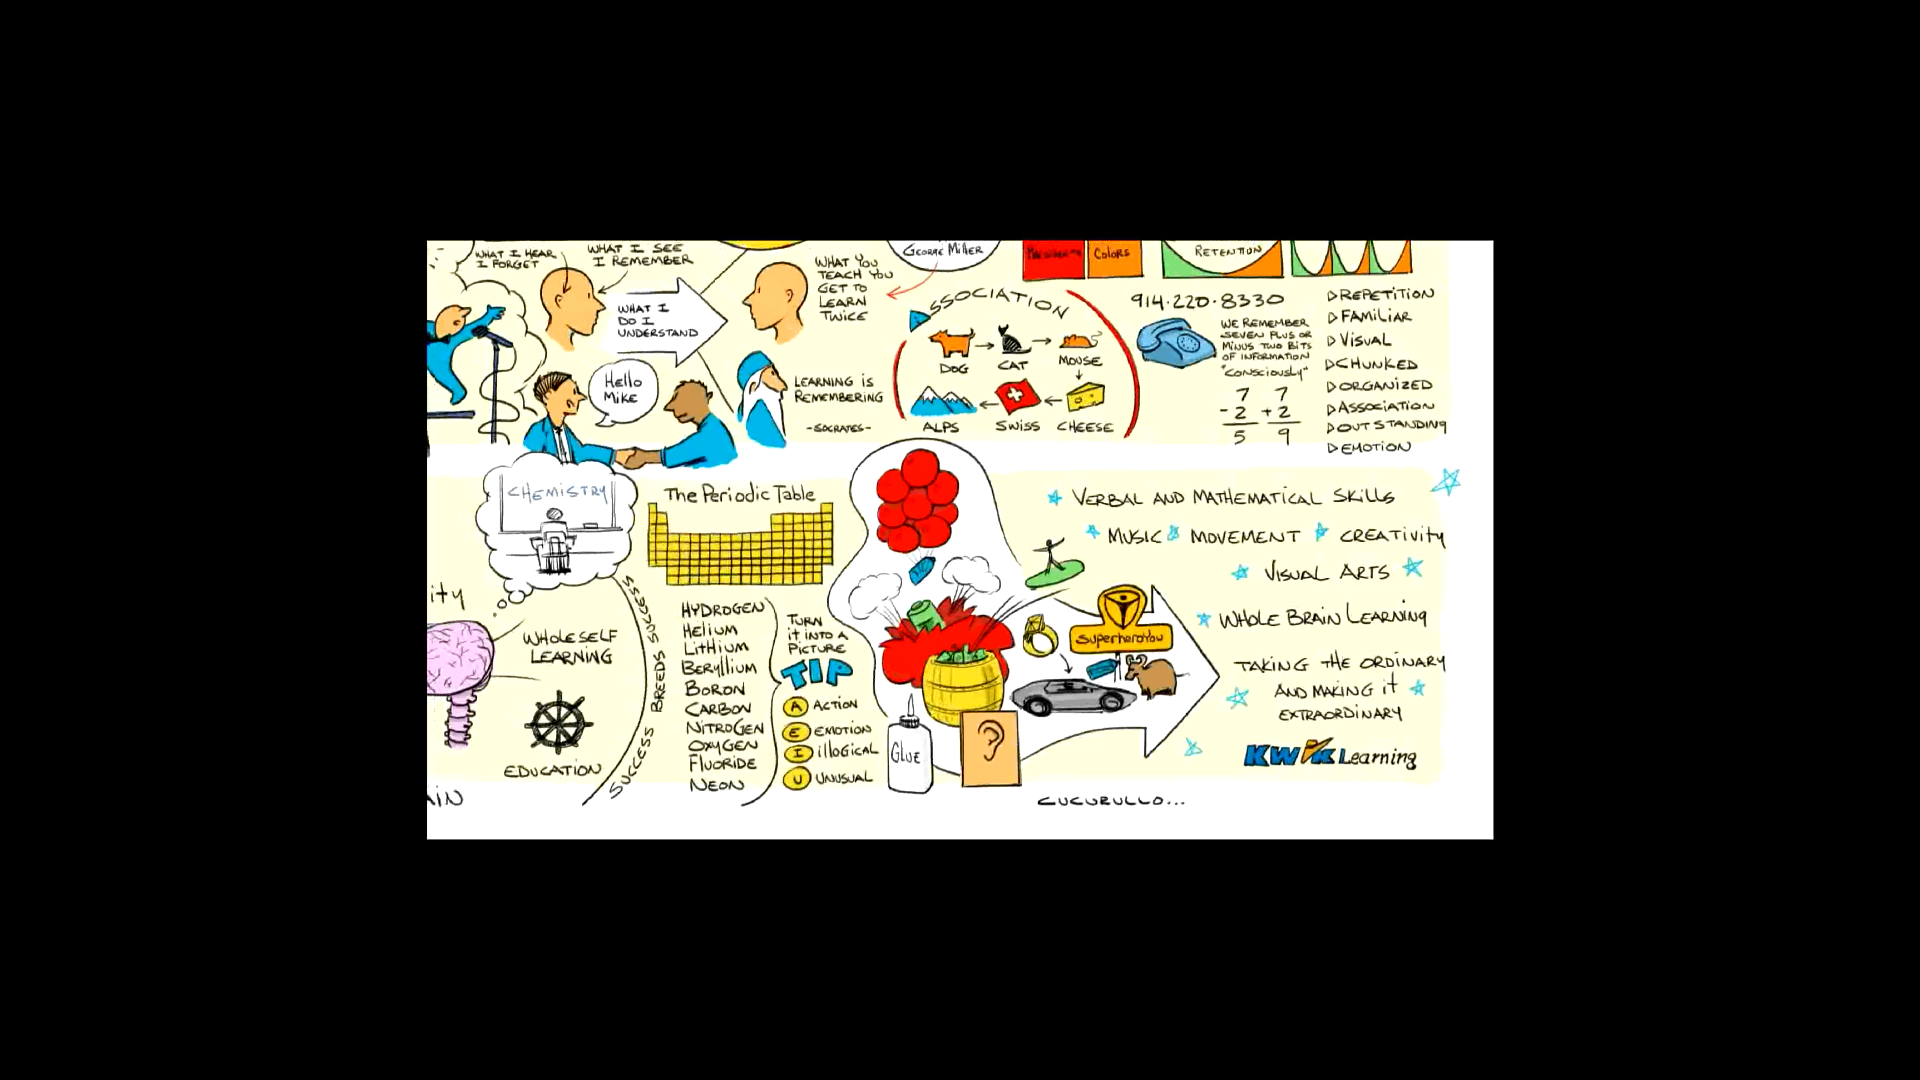 WHAT I HEAR
I FORGET
WHAT I SEE
I REMEMBER
WHAT I
DO I
UNDERSTAND
WHAT YOU
TEACH YOU
GET TO
LEARN
TWICE
GEORGE MILLER
Colors
RETENTION
Hello
Mike
LEARNING IS
REMEMBERING
-SOCRATES-
SSOCIATION
DOG
CAT
MOUSE
ALPS
SWISS
CHEESE
914·220·8330
WE REMEMBER
SEVEN PLUS OR
MINUS TWO BITS
OF INFORMATION
"CONSCIOUSLY"
7 7
-2 +2
5 9
REPETITION
FAMILIAR
VISUAL
CHUNKED
ORGANIZED
ASSOCIATION
OUTSTANDING
EMOTION
CHEMISTRY
ity
WHOLE SELF
LEARNING
EDUCATION
SUCCESS BREEDS SUCCESS
The Periodic Table
HYDROGEN
Helium
LiTHium
Beryllium
BORON
CARBON
NITROGEN
OXYGEN
FLUORIDE
NEON
TURN
it INTO A
PICTURE
TIP
A ACTION
E EMOTION
I illOGICAL
U UNUSUAL
Glue
SuperheroYou
VERBAL AND MATHEMATICAL SKILLS
MUSIC MOVEMENT CREATIVITY
VISUAL ARTS
WHOLE BRAIN LEARNING
TAKING THE ORDINARY
AND MAKING it
EXTRAORDINARY
KWIK Learning
CUCURULLO...